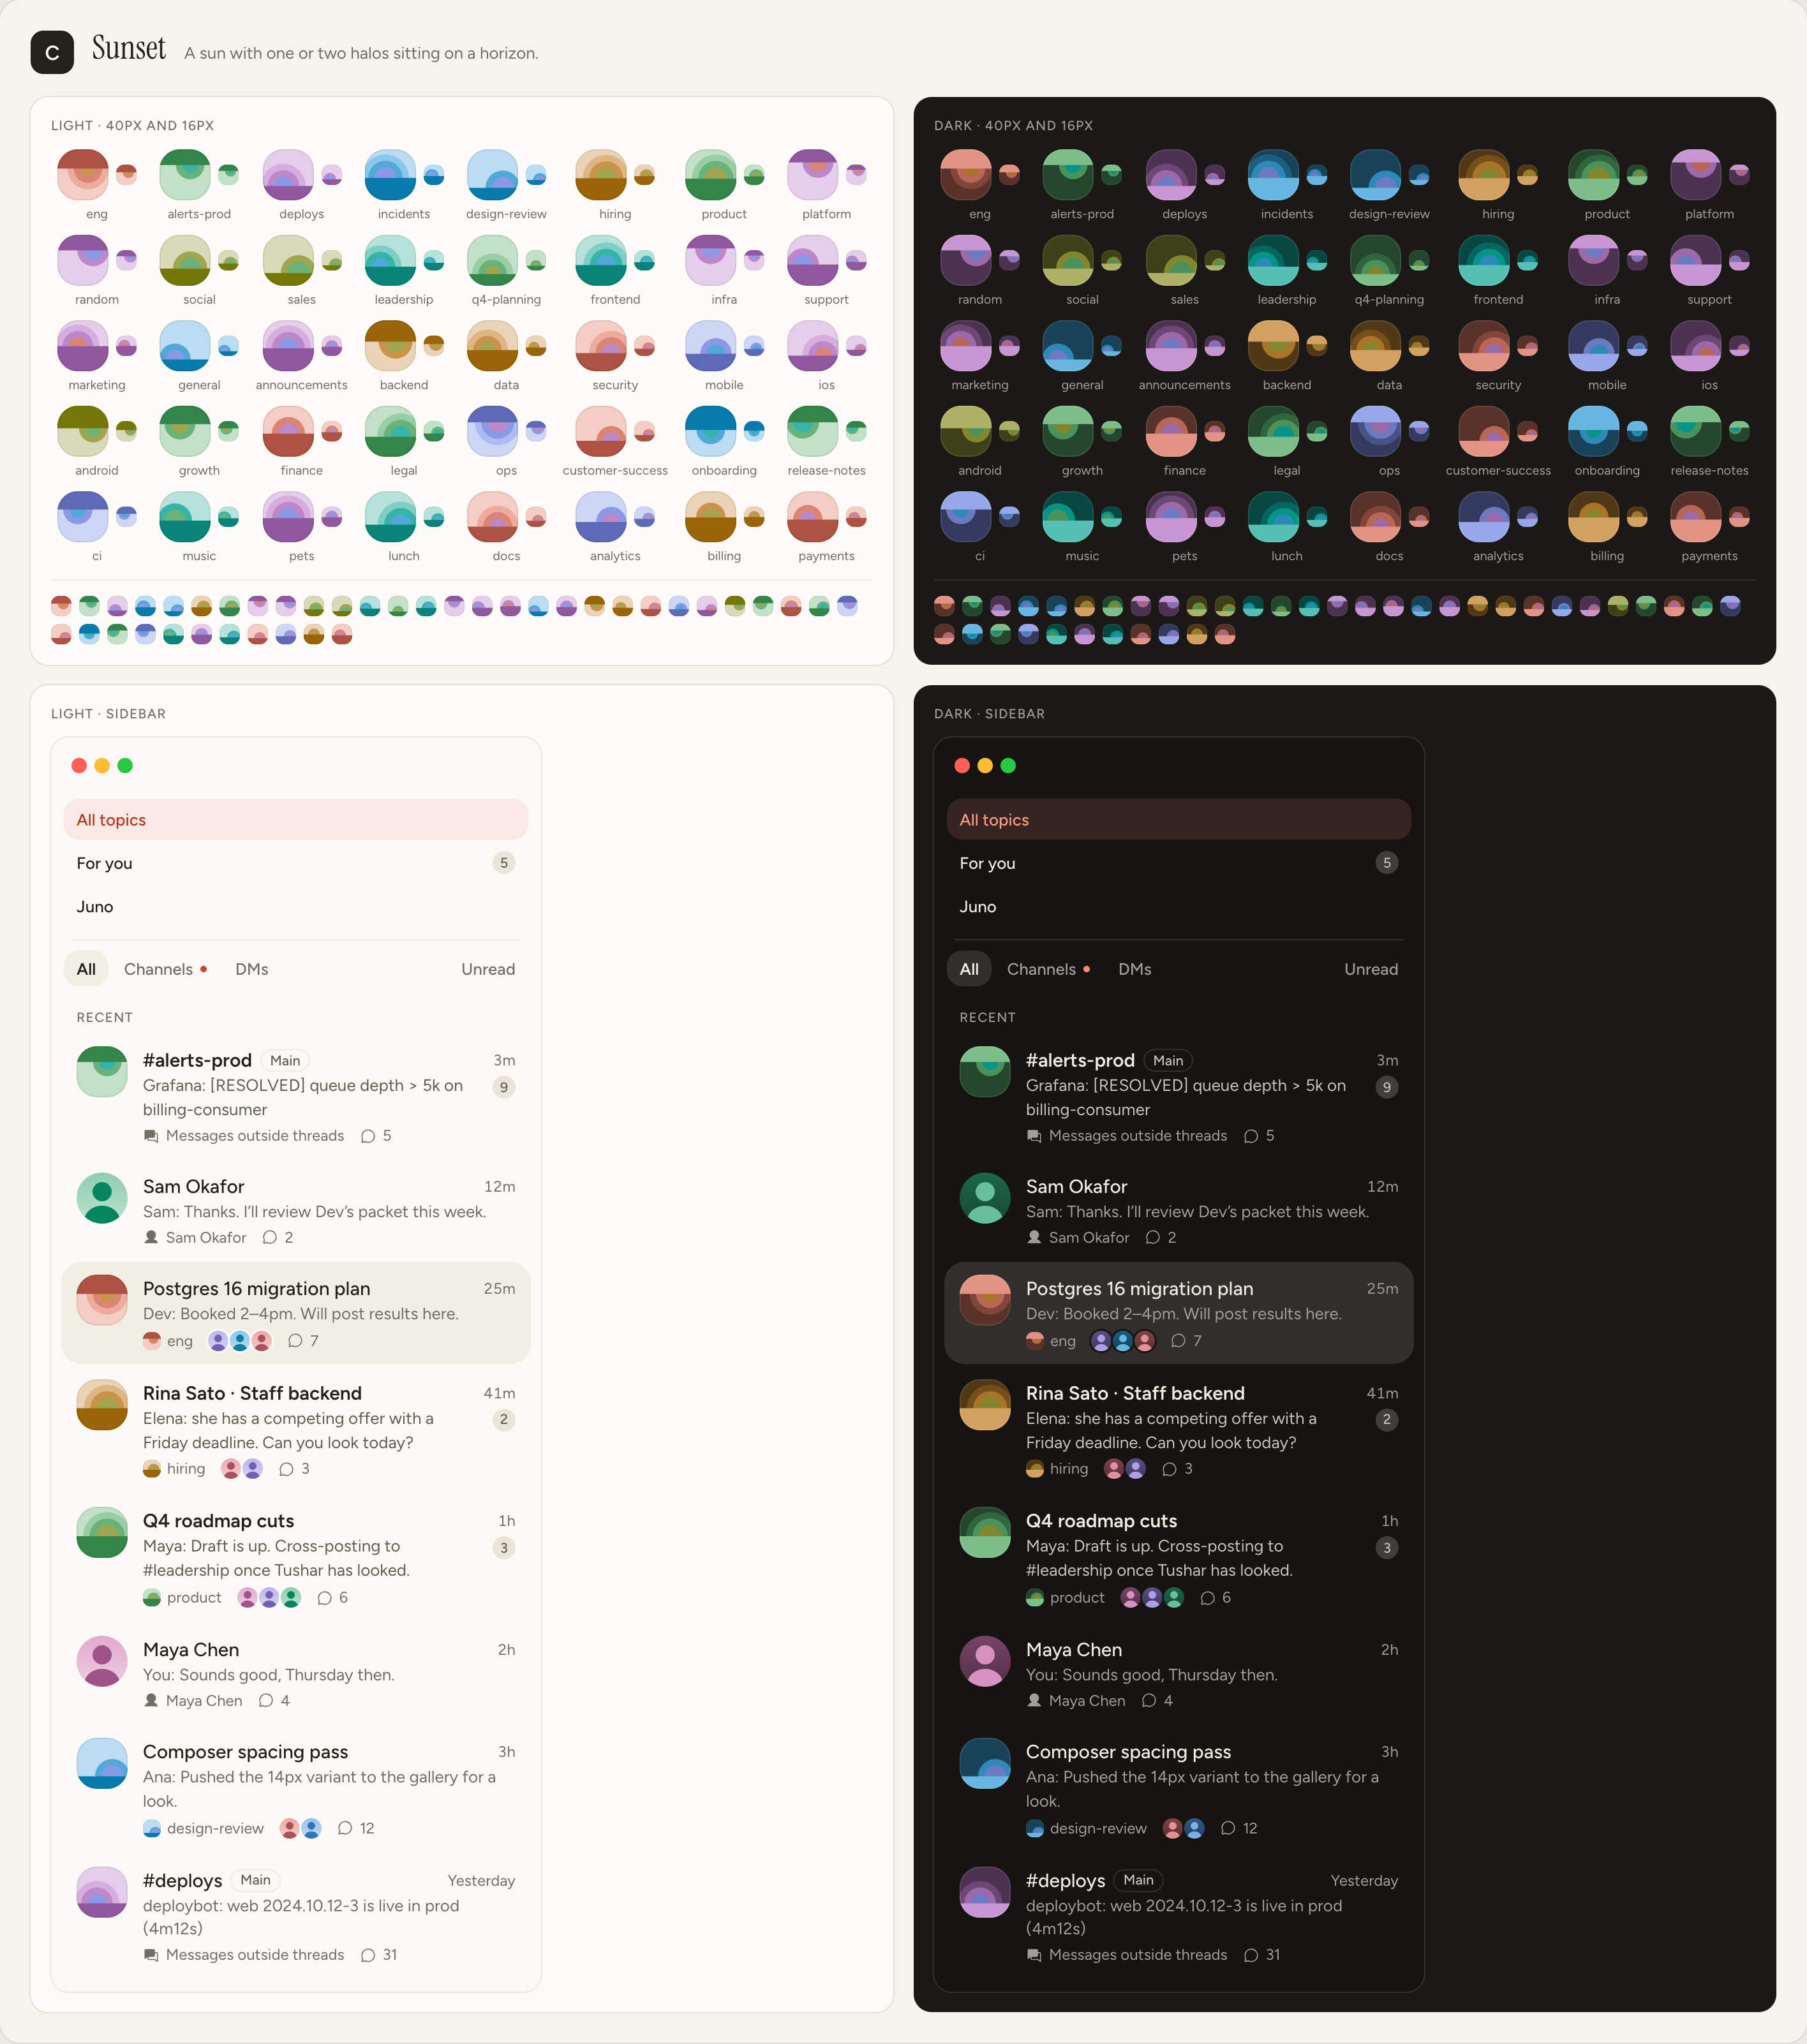 C Sunset A sun with one or two halos sitting on a horizon.
LIGHT · 40PX AND 16PX
eng alerts-prod deploys incidents design-review hiring product platform
random social sales leadership q4-planning frontend infra support
marketing general announcements backend data security mobile ios
android growth finance legal ops customer-success onboarding release-notes
ci music pets lunch docs analytics billing payments
DARK · 40PX AND 16PX
eng alerts-prod deploys incidents design-review hiring product platform
random social sales leadership q4-planning frontend infra support
marketing general announcements backend data security mobile ios
android growth finance legal ops customer-success onboarding release-notes
ci music pets lunch docs analytics billing payments
LIGHT · SIDEBAR
All topics
For you 5
Juno
All Channels DMs Unread
RECENT
#alerts-prod Main 3m
Grafana: [RESOLVED] queue depth > 5k on 9
billing-consumer
Messages outside threads 5
Sam Okafor 12m
Sam: Thanks. I’ll review Dev’s packet this week.
Sam Okafor 2
Postgres 16 migration plan 25m
Dev: Booked 2–4pm. Will post results here.
eng 7
Rina Sato · Staff backend 41m
Elena: she has a competing offer with a 2
Friday deadline. Can you look today?
hiring 3
Q4 roadmap cuts 1h
Maya: Draft is up. Cross-posting to 3
#leadership once Tushar has looked.
product 6
Maya Chen 2h
You: Sounds good, Thursday then.
Maya Chen 4
Composer spacing pass 3h
Ana: Pushed the 14px variant to the gallery for a
look.
design-review 12
#deploys Main Yesterday
deploybot: web 2024.10.12-3 is live in prod
(4m12s)
Messages outside threads 31
DARK · SIDEBAR
All topics
For you 5
Juno
All Channels DMs Unread
RECENT
#alerts-prod Main 3m
Grafana: [RESOLVED] queue depth > 5k on 9
billing-consumer
Messages outside threads 5
Sam Okafor 12m
Sam: Thanks. I’ll review Dev’s packet this week.
Sam Okafor 2
Postgres 16 migration plan 25m
Dev: Booked 2–4pm. Will post results here.
eng 7
Rina Sato · Staff backend 41m
Elena: she has a competing offer with a 2
Friday deadline. Can you look today?
hiring 3
Q4 roadmap cuts 1h
Maya: Draft is up. Cross-posting to 3
#leadership once Tushar has looked.
product 6
Maya Chen 2h
You: Sounds good, Thursday then.
Maya Chen 4
Composer spacing pass 3h
Ana: Pushed the 14px variant to the gallery for a
look.
design-review 12
#deploys Main Yesterday
deploybot: web 2024.10.12-3 is live in prod
(4m12s)
Messages outside threads 31